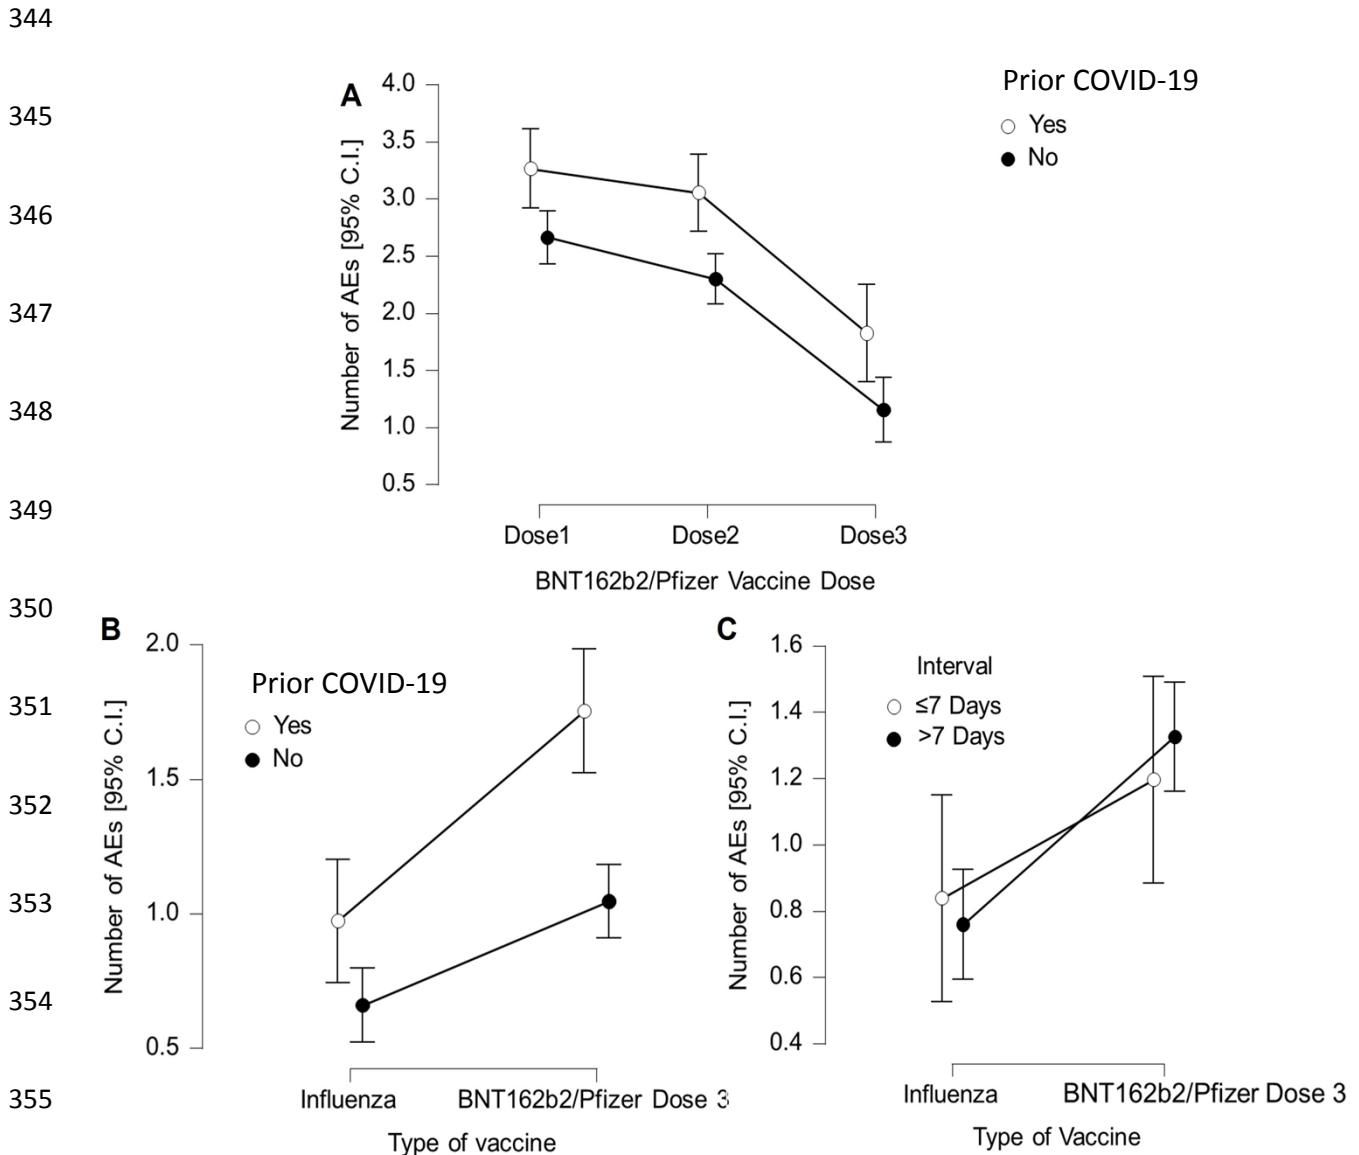 344
345
346
347
348
349
350
351
352
353
354
355
A
4.0
3.5
3.0
2.5
2.0
1.5
1.0
0.5
Number of AEs [95% C.I.]
Dose1 Dose2 Dose3
BNT162b2/Pfizer Vaccine Dose
Prior COVID-19
Yes
No
B
2.0
1.5
1.0
0.5
Number of AEs [95% C.I.]
Prior COVID-19
Yes
No
Influenza BNT162b2/Pfizer Dose 3
Type of vaccine
C
1.6
1.4
1.2
1.0
0.8
0.6
0.4
Number of AEs [95% C.I.]
Interval
≤7 Days
>7 Days
Influenza BNT162b2/Pfizer Dose 3
Type of Vaccine